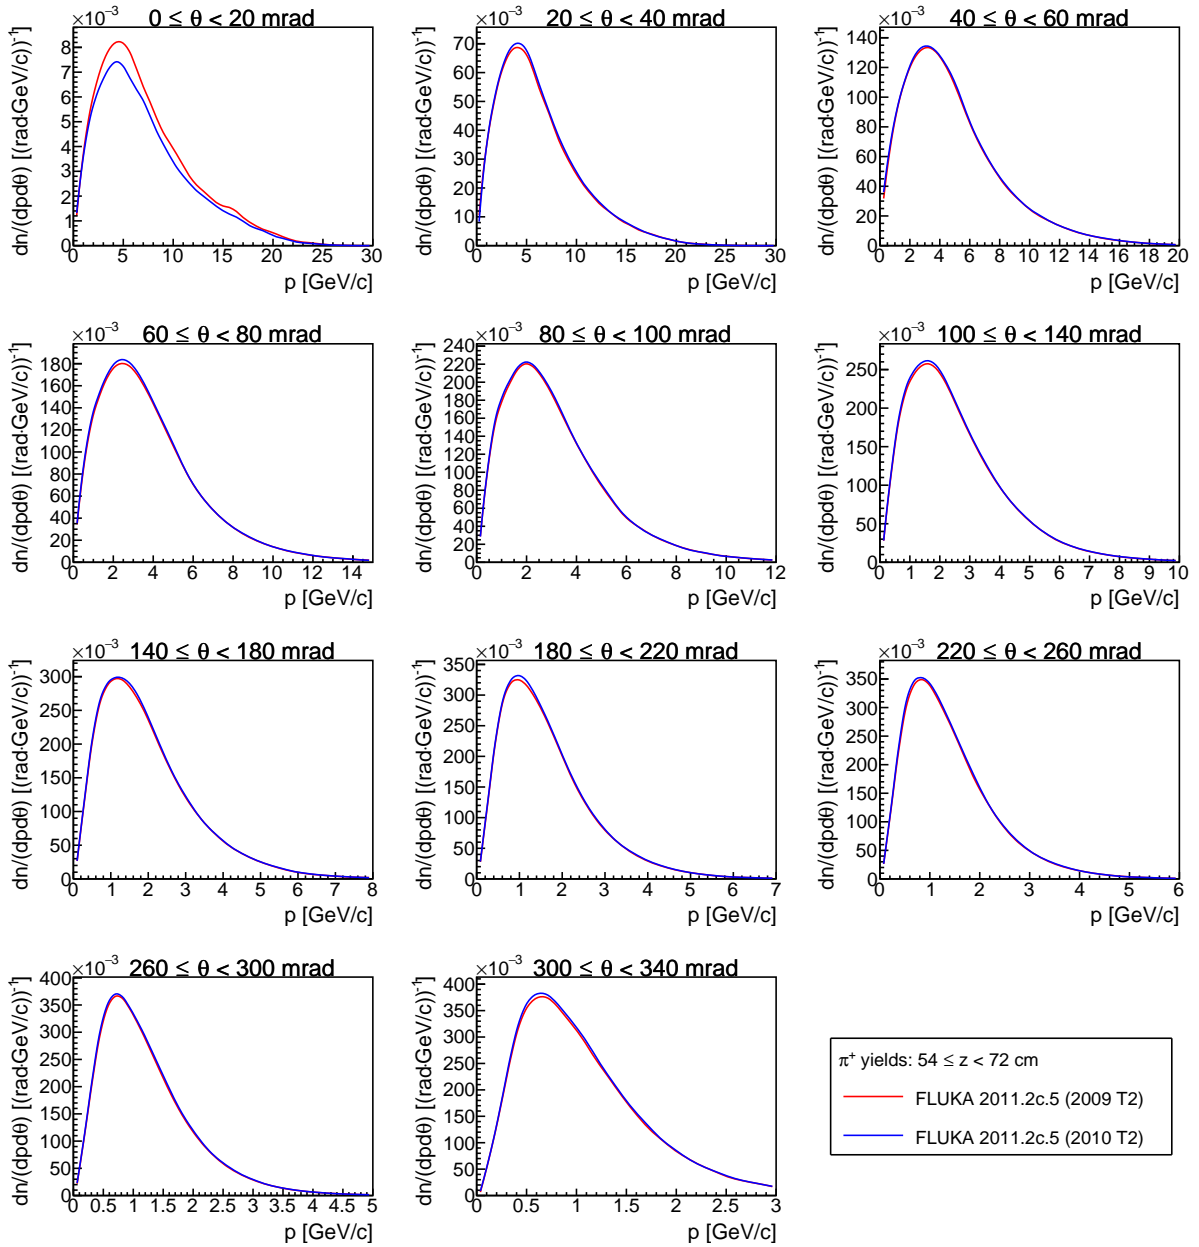 0 ≤ θ < 20 mrad
×10⁻³
dn/(dpdθ) [(rad·GeV/c))⁻¹]
8
7
6
5
4
3
2
1
0
0 5 10 15 20 25 30
p [GeV/c]
20 ≤ θ < 40 mrad
×10⁻³
dn/(dpdθ) [(rad·GeV/c))⁻¹]
70
60
50
40
30
20
10
0
0 5 10 15 20 25 30
p [GeV/c]
40 ≤ θ < 60 mrad
×10⁻³
dn/(dpdθ) [(rad·GeV/c))⁻¹]
140
120
100
80
60
40
20
0
0 2 4 6 8 10 12 14 16 18 20
p [GeV/c]
60 ≤ θ < 80 mrad
×10⁻³
dn/(dpdθ) [(rad·GeV/c))⁻¹]
180
160
140
120
100
80
60
40
20
0
0 2 4 6 8 10 12 14
p [GeV/c]
80 ≤ θ < 100 mrad
×10⁻³
dn/(dpdθ) [(rad·GeV/c))⁻¹]
240
220
200
180
160
140
120
100
80
60
40
20
0
0 2 4 6 8 10 12
p [GeV/c]
100 ≤ θ < 140 mrad
×10⁻³
dn/(dpdθ) [(rad·GeV/c))⁻¹]
250
200
150
100
50
0
0 1 2 3 4 5 6 7 8 9 10
p [GeV/c]
140 ≤ θ < 180 mrad
×10⁻³
dn/(dpdθ) [(rad·GeV/c))⁻¹]
300
250
200
150
100
50
0
0 1 2 3 4 5 6 7 8
p [GeV/c]
180 ≤ θ < 220 mrad
×10⁻³
dn/(dpdθ) [(rad·GeV/c))⁻¹]
350
300
250
200
150
100
50
0
0 1 2 3 4 5 6 7
p [GeV/c]
220 ≤ θ < 260 mrad
×10⁻³
dn/(dpdθ) [(rad·GeV/c))⁻¹]
350
300
250
200
150
100
50
0
0 1 2 3 4 5 6
p [GeV/c]
260 ≤ θ < 300 mrad
×10⁻³
dn/(dpdθ) [(rad·GeV/c))⁻¹]
400
350
300
250
200
150
100
50
0
0 0.5 1 1.5 2 2.5 3 3.5 4 4.5 5
p [GeV/c]
300 ≤ θ < 340 mrad
×10⁻³
dn/(dpdθ) [(rad·GeV/c))⁻¹]
400
350
300
250
200
150
100
50
0
0 0.5 1 1.5 2 2.5 3
p [GeV/c]
π⁺ yields: 54 ≤ z < 72 cm
FLUKA 2011.2c.5 (2009 T2)
FLUKA 2011.2c.5 (2010 T2)